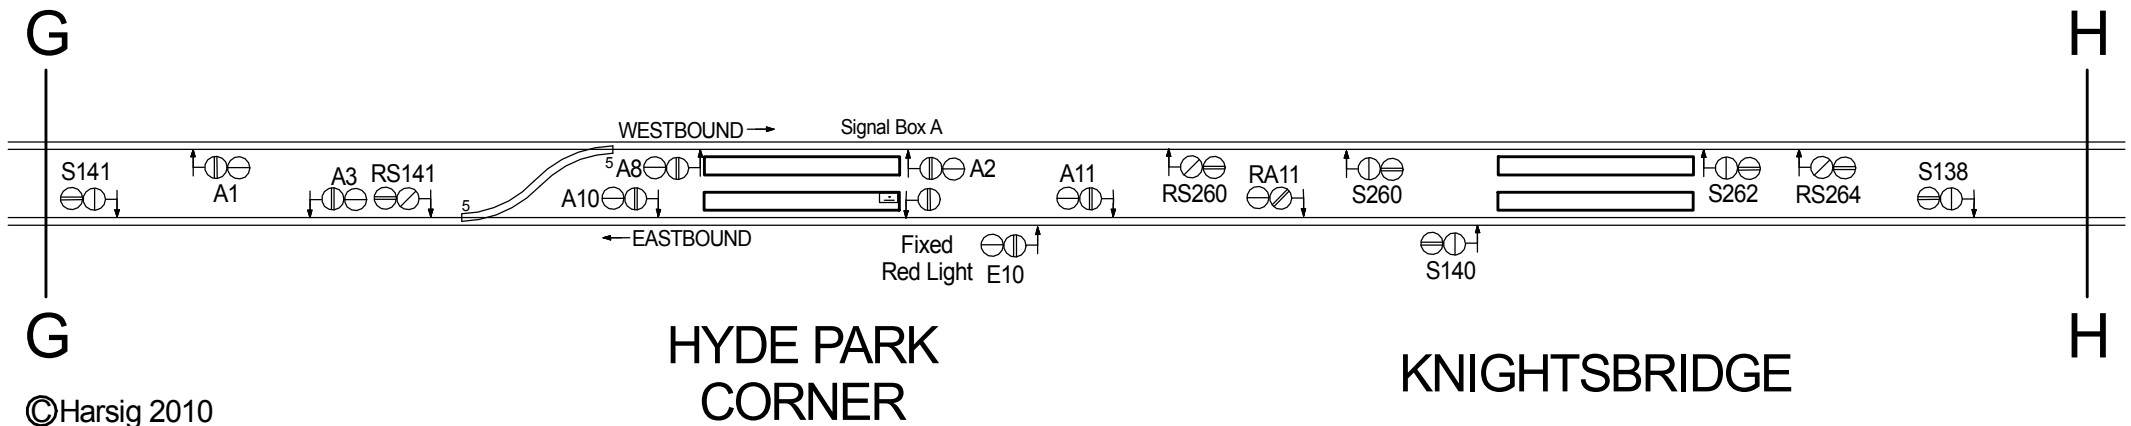 G
H
WESTBOUND
Signal Box A
S141
A1
A3
RS141
5
5
A8
A10
A2
A11
RS260
RA11
S260
S262
RS264
S138
EASTBOUND
Fixed
Red Light
E10
S140
G
H
HYDE PARK
CORNER
KNIGHTSBRIDGE
©Harsig 2010